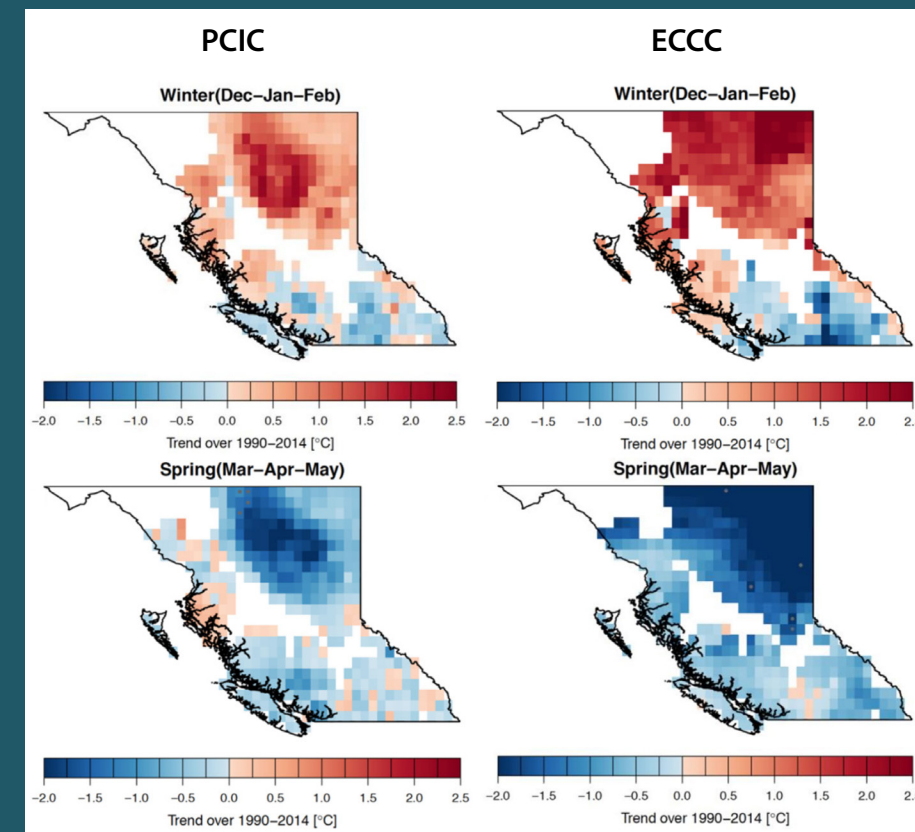 PCIC ECCC
Winter(Dec–Jan–Feb) Winter(Dec–Jan–Feb)
−2.0 −1.5 −1.0 −0.5 0.0 0.5 1.0 1.5 2.0 2.5 −2.0 −1.5 −1.0 −0.5 0.0 0.5 1.0 1.5 2.0 2.
Trend over 1990–2014 [°C] Trend over 1990–2014 [°C]
Spring(Mar–Apr–May) Spring(Mar–Apr–May)
−2.0 −1.5 −1.0 −0.5 0.0 0.5 1.0 1.5 2.0 2.5 −2.0 −1.5 −1.0 −0.5 0.0 0.5 1.0 1.5 2.0 2.
Trend over 1990–2014 [°C] Trend over 1990–2014 [°C]